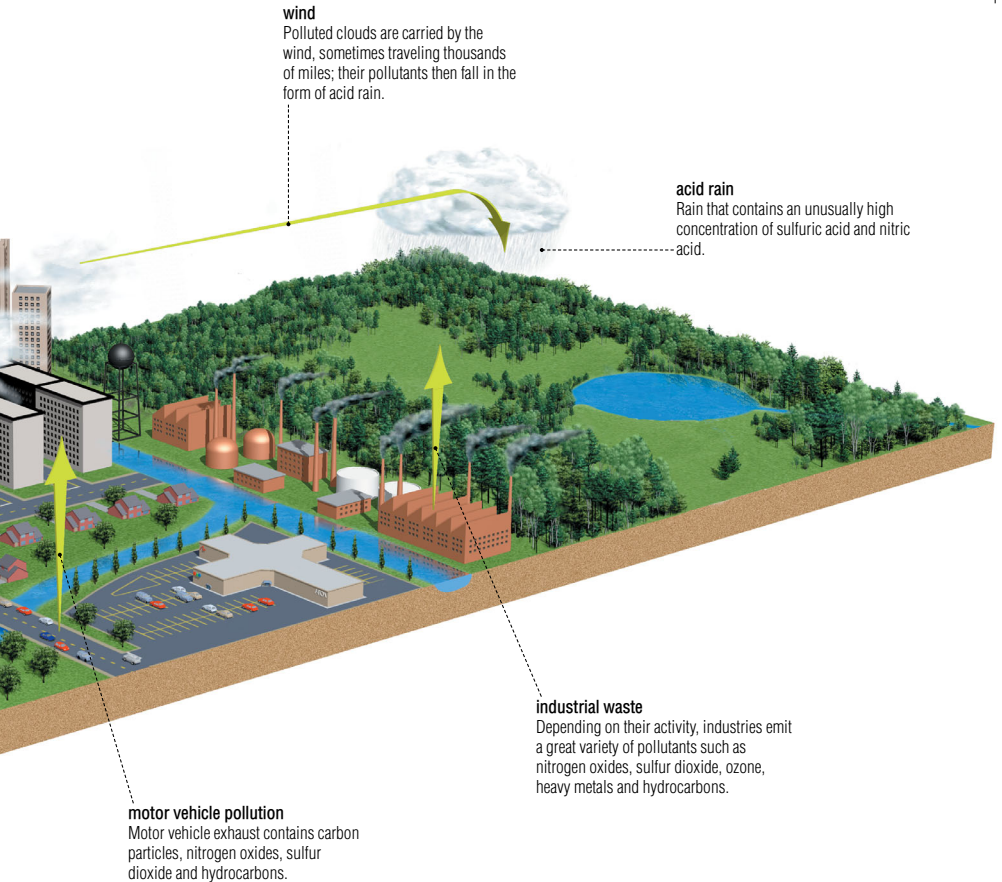 wind
Polluted clouds are carried by the
wind, sometimes traveling thousands
of miles; their pollutants then fall in the
form of acid rain.
acid rain
Rain that contains an unusually high
concentration of sulfuric acid and nitric
acid.
industrial waste
Depending on their activity, industries emit
a great variety of pollutants such as
nitrogen oxides, sulfur dioxide, ozone,
heavy metals and hydrocarbons.
motor vehicle pollution
Motor vehicle exhaust contains carbon
particles, nitrogen oxides, sulfur
dioxide and hydrocarbons.